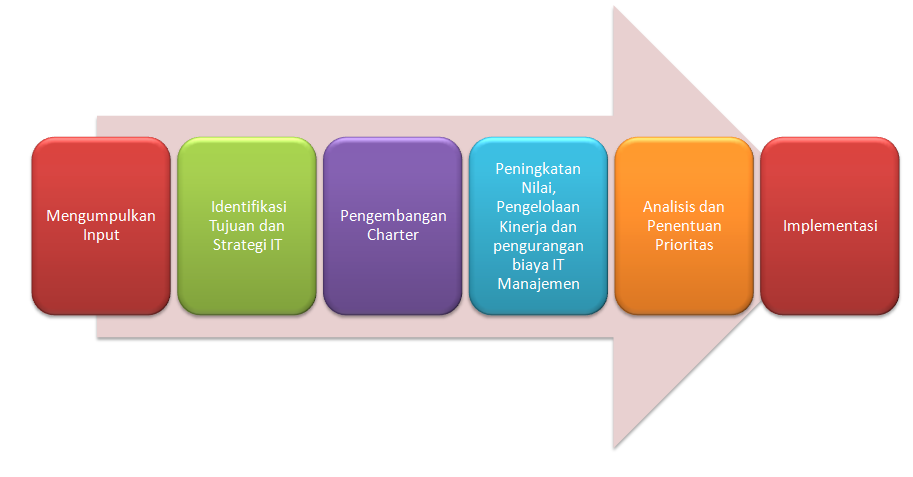 Mengumpulkan
Input
Identifikasi
Tujuan dan
Strategi IT
Pengembangan
Charter
Peningkatan
Nilai,
Pengelolaan
Kinerja dan
pengurangan
biaya IT
Manajemen
Analisis dan
Penentuan
Prioritas
Implementasi